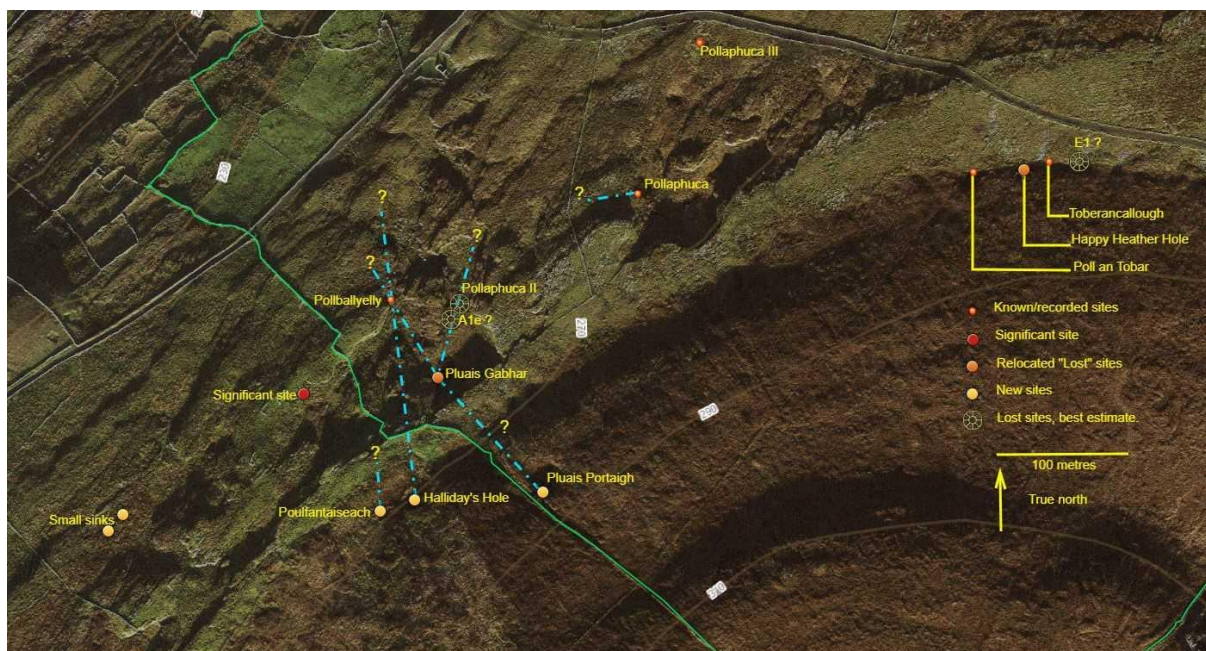 Pollaphuca III
E1 ?
?
Pollaphuca
Toberancallough
Happy Heather Hole
Poll an Tobar
?
?
?
Pollaphuca II
Pollballyelly
A1e ?
230
270
Known/recorded sites
Significant site
Relocated "Lost" sites
New sites
Lost sites, best estimate.
Pluais Gabhar
Significant site
290
?
?
100 metres
Pluais Portaigh
True north
Halliday's Hole
Poulfantaiseach
Small sinks
310